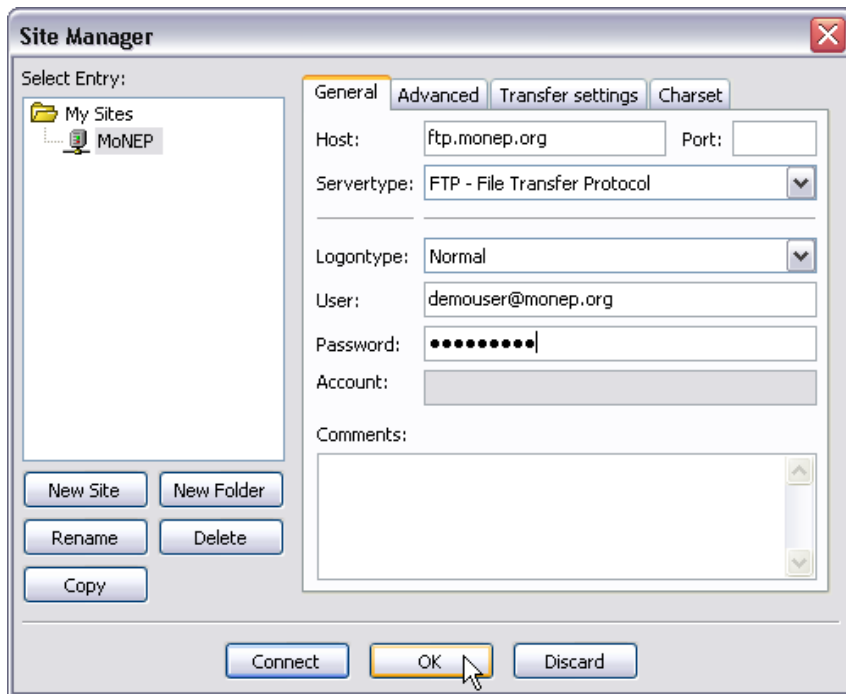 Site Manager
Select Entry:
My Sites
MoNEP
New Site
New Folder
Rename
Delete
Copy
General
Advanced
Transfer settings
Charset
Host:
ftp.monep.org
Port:
Servertype:
FTP - File Transfer Protocol
Logontype:
Normal
User:
demouser@monep.org
Password:
●●●●●●●●●
Account:
Comments:
Connect
OK
Discard